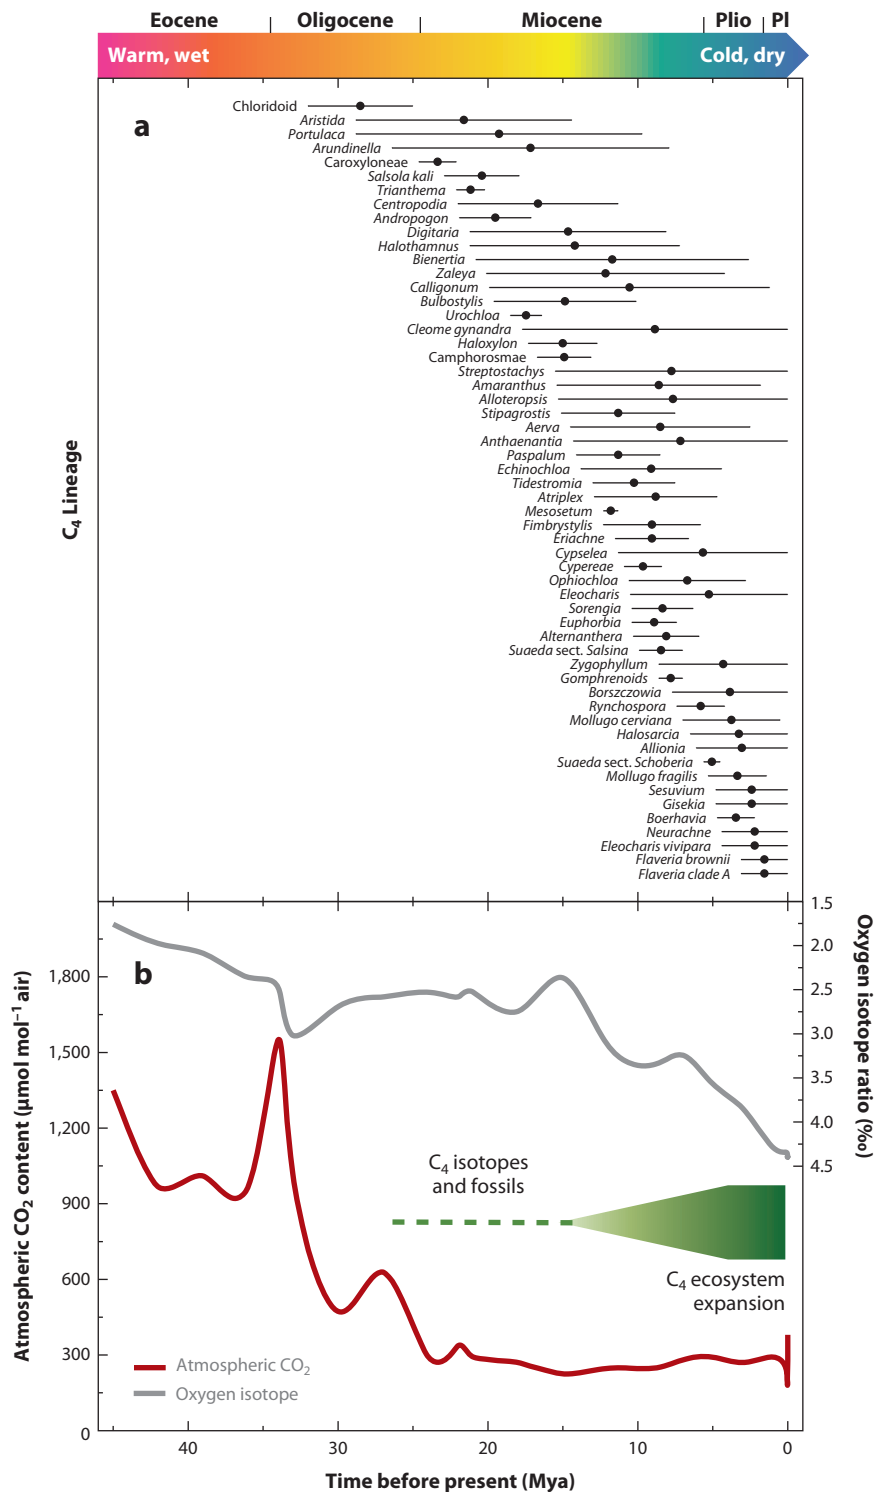 Eocene Oligocene Miocene Plio Pl
Warm, wet Cold, dry
a
C₄ Lineage
Chloridoid
Aristida
Portulaca
Arundinella
Caroxyloneae
Salsola kali
Trianthema
Centropodia
Andropogon
Digitaria
Halothamnus
Bienertia
Zaleya
Calligonum
Bulbostylis
Urochloa
Cleome gynandra
Haloxylon
Camphorosmae
Streptostachys
Amaranthus
Alloteropsis
Stipagrostis
Aerva
Anthaenantia
Paspalum
Echinochloa
Tidestromia
Atriplex
Mesosetum
Fimbrystylis
Eriachne
Cypselea
Cypereae
Ophiochloa
Eleocharis
Sorengia
Euphorbia
Alternanthera
Suaeda sect. Salsina
Zygophyllum
Gomphrenoids
Borszczowia
Rynchospora
Mollugo cerviana
Halosarcia
Allionia
Suaeda sect. Schoberia
Mollugo fragilis
Sesuvium
Gisekia
Boerhavia
Neurachne
Eleocharis vivipara
Flaveria brownii
Flaveria clade A
b
Atmospheric CO₂ content (μmol mol⁻¹ air)
1,800
1,500
1,200
900
600
300
0
Oxygen
isotope ratio (‰)
1.5
2.0
2.5
3.0
3.5
4.0
4.5
C₄ isotopes
and fossils
C₄ ecosystem
expansion
Atmospheric CO₂
Oxygen isotope
40 30 20 10 0
Time before present (Mya)